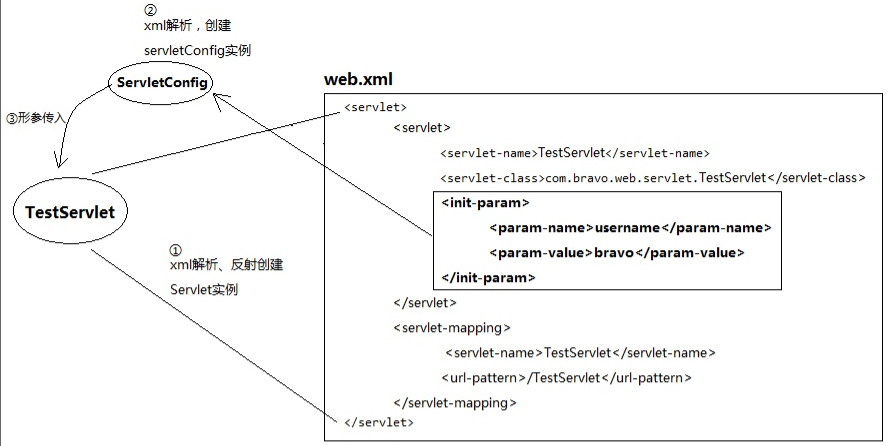 ②
xml解析，创建
servletConfig实例
ServletConfig
③形参传入
TestServlet
①
xml解析、反射创建
Servlet实例
web.xml
<servlet>
<servlet>
<servlet-name>TestServlet</servlet-name>
<servlet-class>com.bravo.web.servlet.TestServlet</servlet-class>
<init-param>
<param-name>username</param-name>
<param-value>bravo</param-value>
</init-param>
</servlet>
<servlet-mapping>
<servlet-name>TestServlet</servlet-name>
<url-pattern>/TestServlet</url-pattern>
</servlet-mapping>
</servlet>